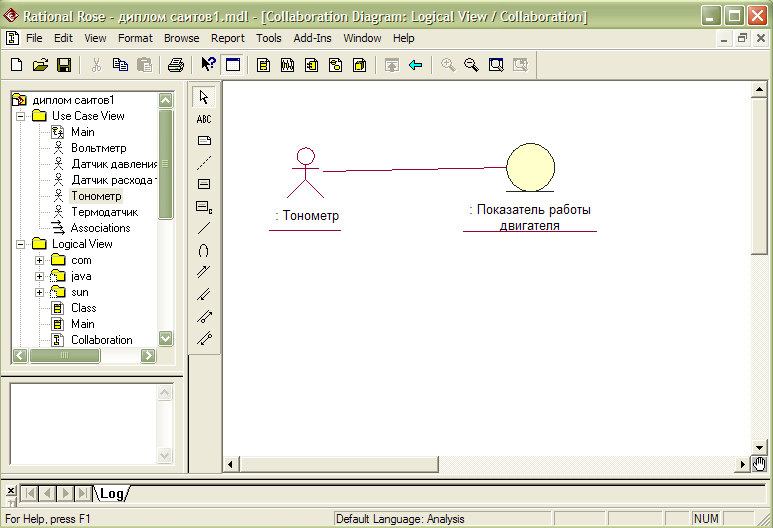 Rational Rose - диплом саитов1.mdl - [Collaboration Diagram: Logical View / Collaboration]
File Edit View Format Browse Report Tools Add-Ins Window Help
диплом саитов1
Use Case View
Main
Вольтметр
Датчик давления
Датчик расхода
Тонометр
Термодатчик
Associations
Logical View
com
java
sun
Class
Main
Collaboration
ABC
: Тонометр
: Показатель работы
двигателя
Log
For Help, press F1
Default Language: Analysis
NUM